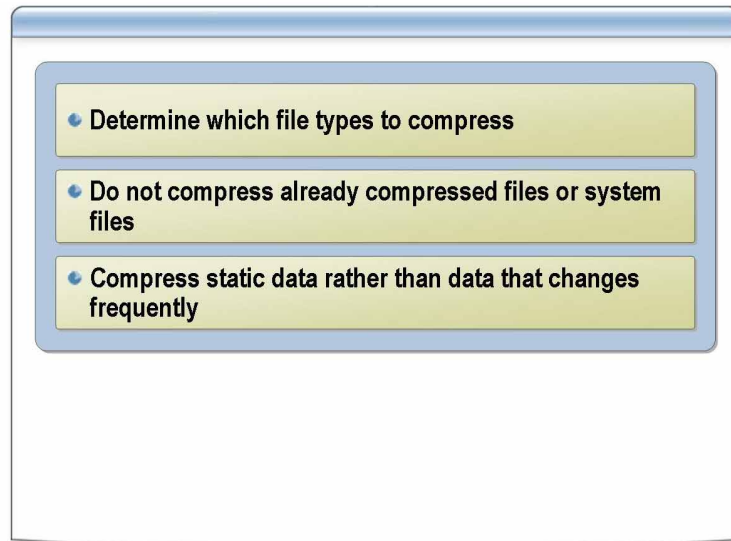 Determine which file types to compress
Do not compress already compressed files or system
files
Compress static data rather than data that changes
frequently